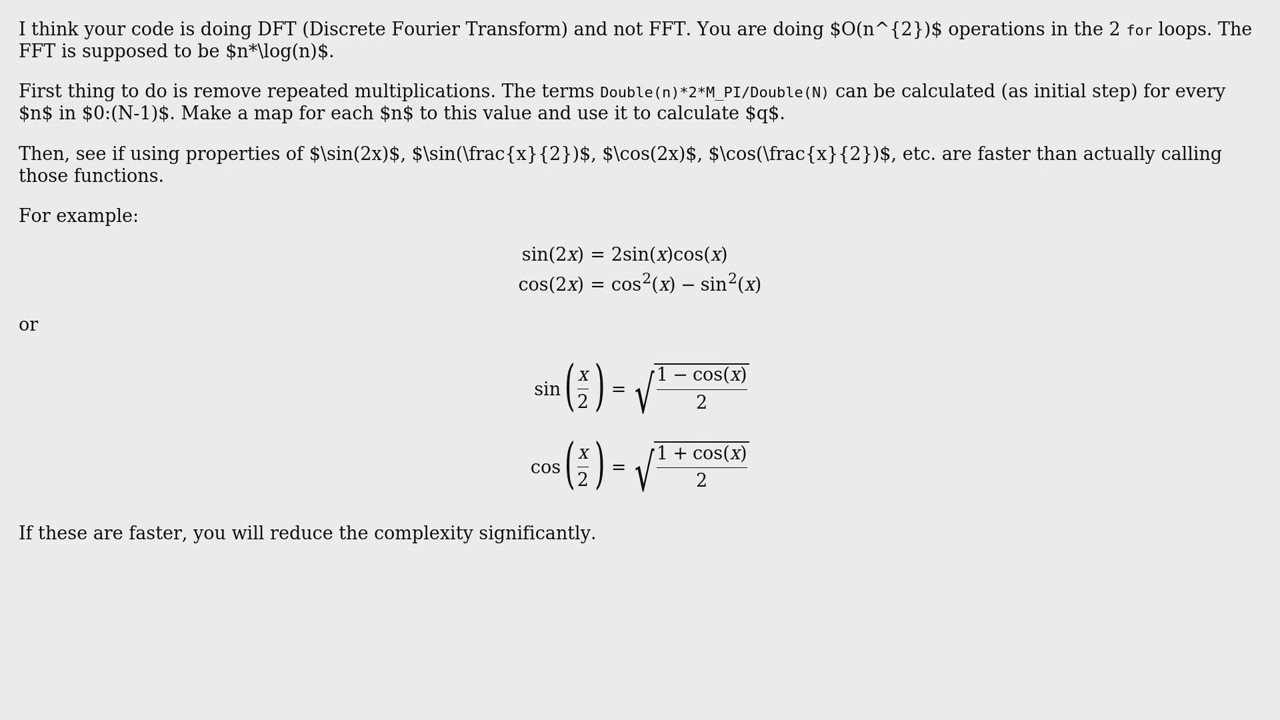 I think your code is doing DFT (Discrete Fourier Transform) and not FFT. You are doing $O(n^{2})$ operations in the 2 for loops. The
FFT is supposed to be $n*\log(n)$.
First thing to do is remove repeated multiplications. The terms Double(n)*2*M_PI/Double(N) can be calculated (as initial step) for every
$n$ in $0:(N-1)$. Make a map for each $n$ to this value and use it to calculate $q$.
Then, see if using properties of $\sin(2x)$, $\sin(\frac{x}{2})$, $\cos(2x)$, $\cos(\frac{x}{2})$, etc. are faster than actually calling
those functions.
For example:
sin(2x) = 2sin(x)cos(x)
cos(2x) = cos²(x) − sin²(x)
or
sin(x/2) = √((1 − cos(x))/2)
cos(x/2) = √((1 + cos(x))/2)
If these are faster, you will reduce the complexity significantly.